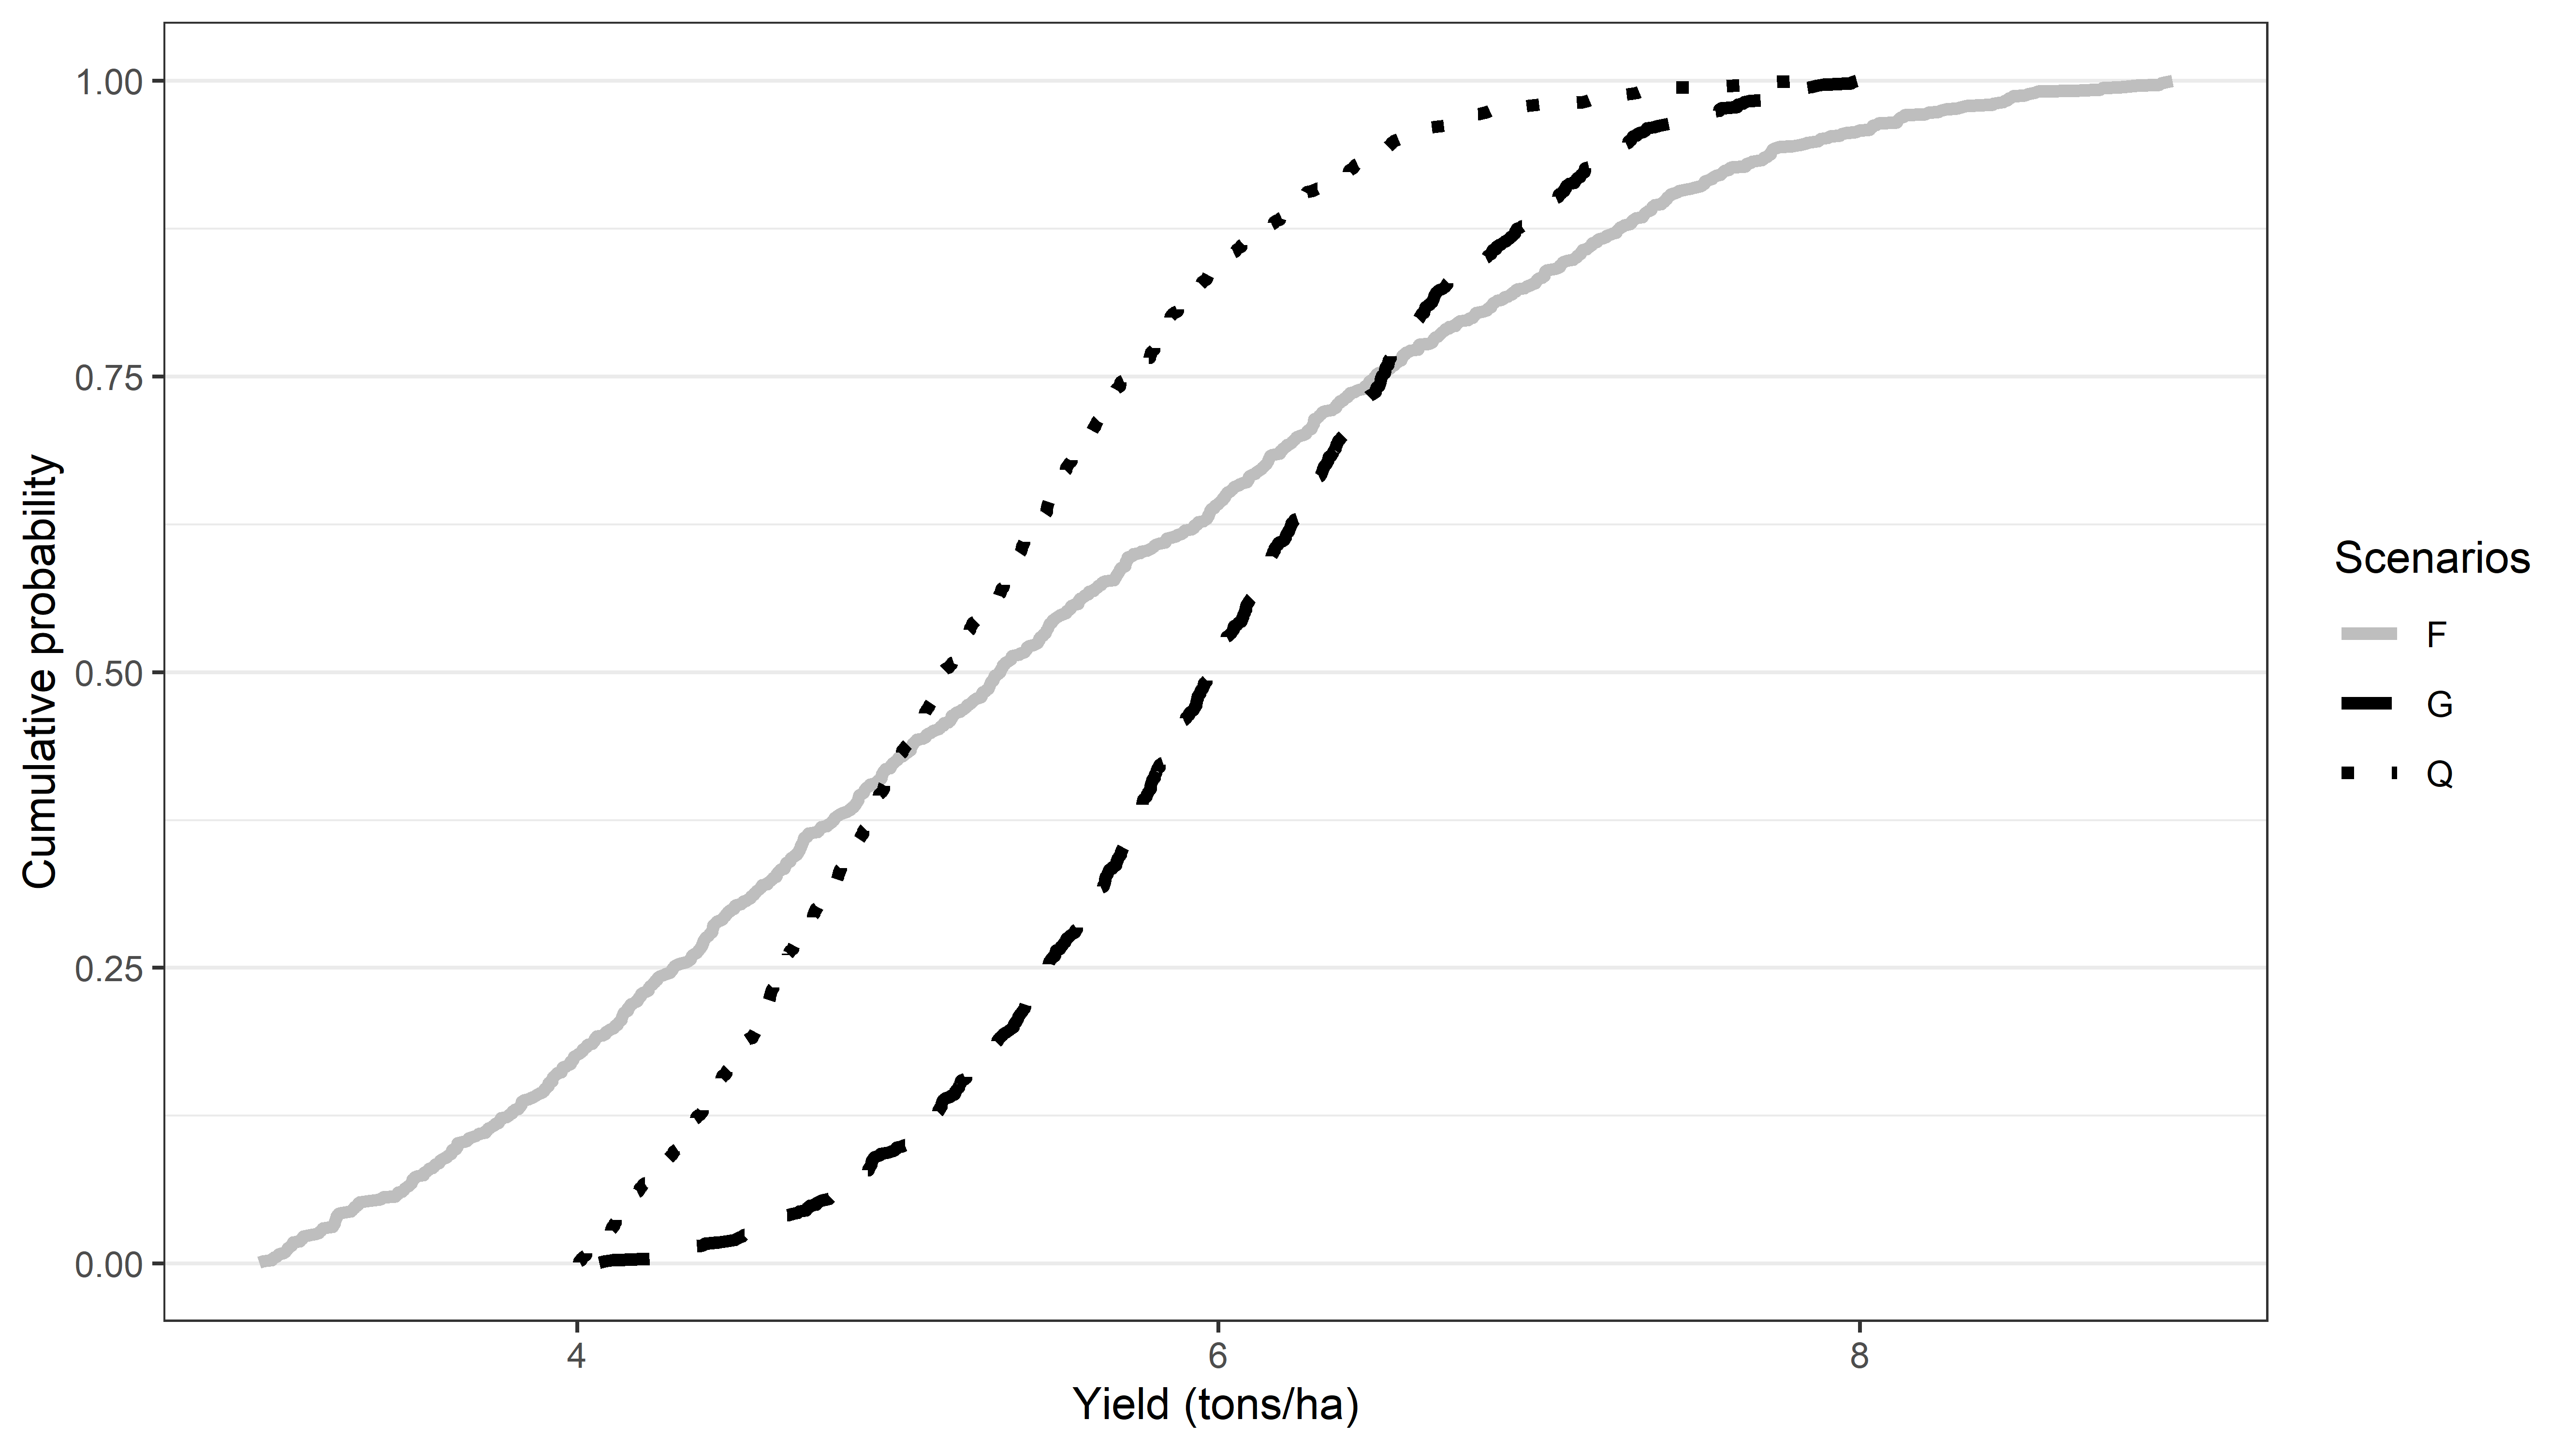 Cumulative probability
1.00
0.75
0.50
0.25
0.00
4
6
8
Yield (tons/ha)
Scenarios
F
G
Q